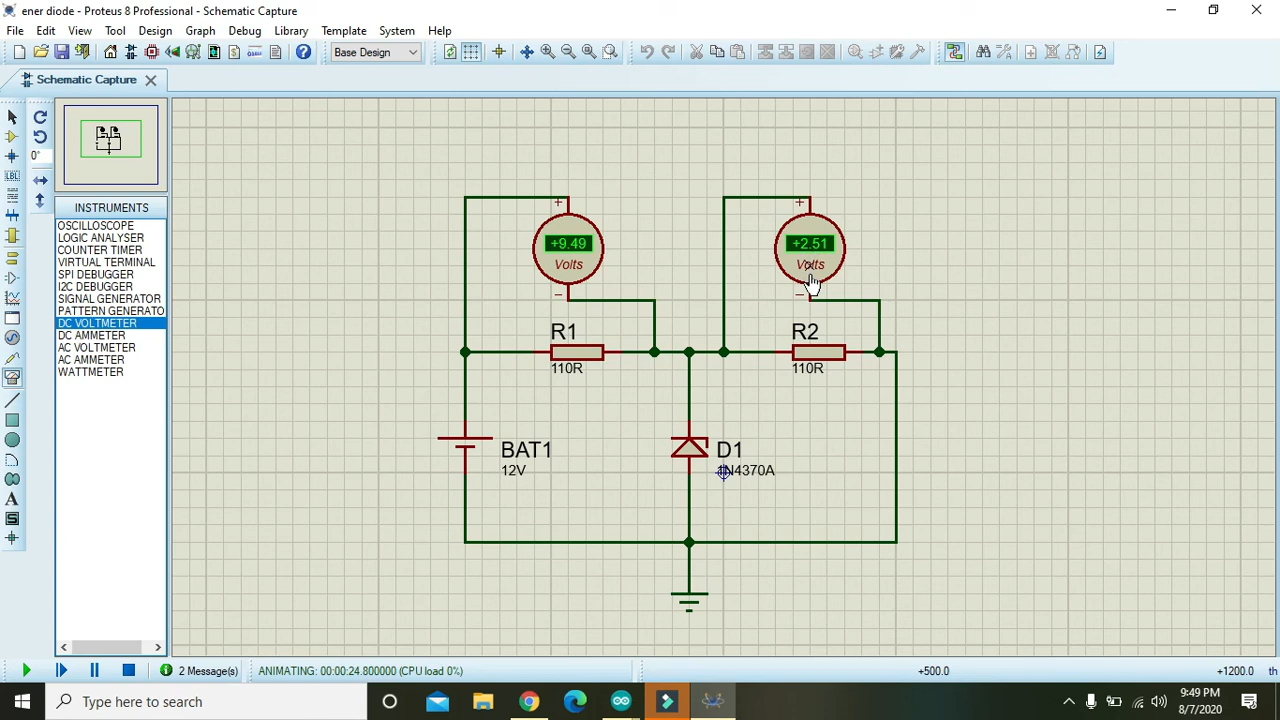 ener diode - Proteus 8 Professional - Schematic Capture
File Edit View Tool Design Graph Debug Library Template System Help
Base Design
Schematic Capture
0°
LBL
INSTRUMENTS
OSCILLOSCOPE
LOGIC ANALYSER
COUNTER TIMER
VIRTUAL TERMINAL
SPI DEBUGGER
I2C DEBUGGER
SIGNAL GENERATOR
PATTERN GENERATO
DC VOLTMETER
DC AMMETER
AC VOLTMETER
AC AMMETER
WATTMETER
A
S
+
+9.49
Volts
−
+
+2.51
Volts
−
R1
110R
R2
110R
BAT1
12V
D1
1N4370A
2 Message(s)
ANIMATING: 00:00:24.800000 (CPU load 0%)
+500.0
+1200.0
th
Type here to search
9:49 PM
8/7/2020